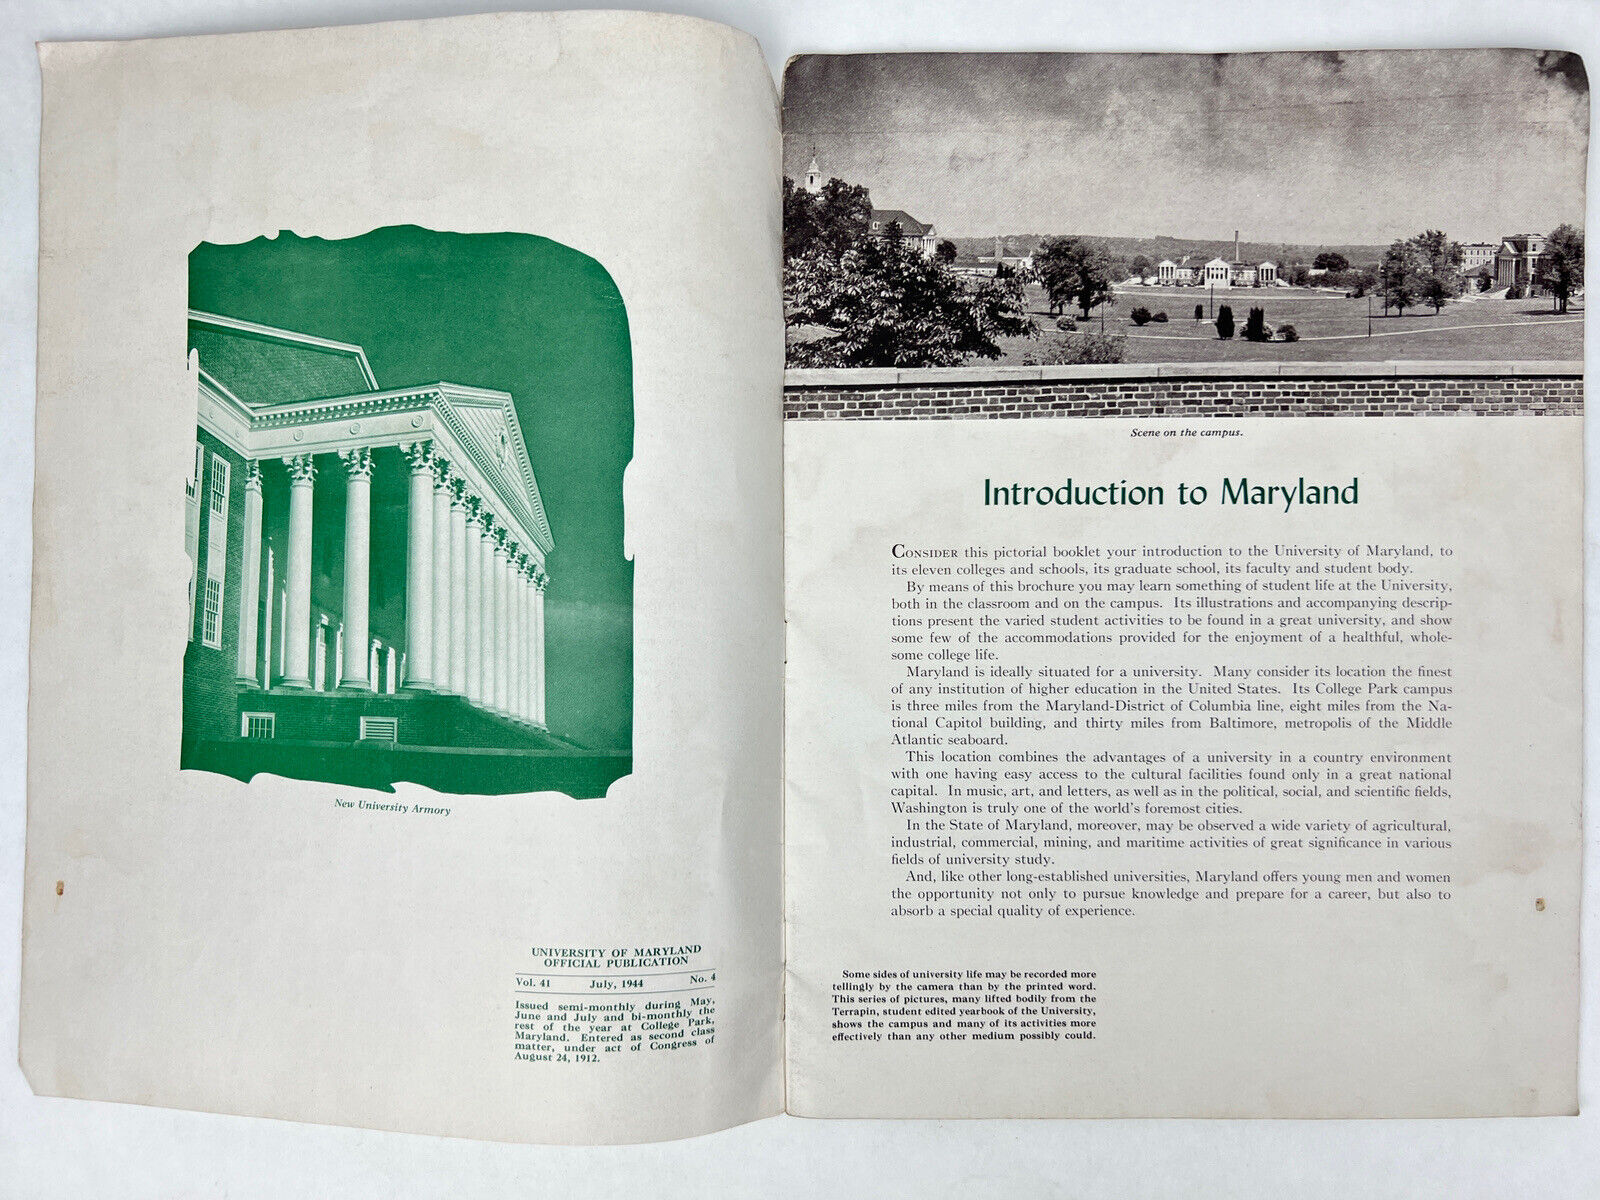 New University Armory
UNIVERSITY OF MARYLAND
OFFICIAL PUBLICATION
Vol. 41 July, 1944 No. 4
Issued semi-monthly during May,
June and July and bi-monthly the
rest of the year at College Park,
Maryland. Entered as second class
matter, under act of Congress of
August 24, 1912.
Scene on the campus.
Introduction to Maryland
CONSIDER this pictorial booklet your introduction to the University of Maryland, to
its eleven colleges and schools, its graduate school, its faculty and student body.
By means of this brochure you may learn something of student life at the University,
both in the classroom and on the campus. Its illustrations and accompanying descrip-
tions present the varied student activities to be found in a great university, and show
some few of the accommodations provided for the enjoyment of a healthful, whole-
some college life.
Maryland is ideally situated for a university. Many consider its location the finest
of any institution of higher education in the United States. Its College Park campus
is three miles from the Maryland-District of Columbia line, eight miles from the Na-
tional Capitol building, and thirty miles from Baltimore, metropolis of the Middle
Atlantic seaboard.
This location combines the advantages of a university in a country environment
with one having easy access to the cultural facilities found only in a great national
capital. In music, art, and letters, as well as in the political, social, and scientific fields,
Washington is truly one of the world's foremost cities.
In the State of Maryland, moreover, may be observed a wide variety of agricultural,
industrial, commercial, mining, and maritime activities of great significance in various
fields of university study.
And, like other long-established universities, Maryland offers young men and women
the opportunity not only to pursue knowledge and prepare for a career, but also to
absorb a special quality of experience.
Some sides of university life may be recorded more
tellingly by the camera than by the printed word.
This series of pictures, many lifted bodily from the
Terrapin, student edited yearbook of the University,
shows the campus and many of its activities more
effectively than any other medium possibly could.